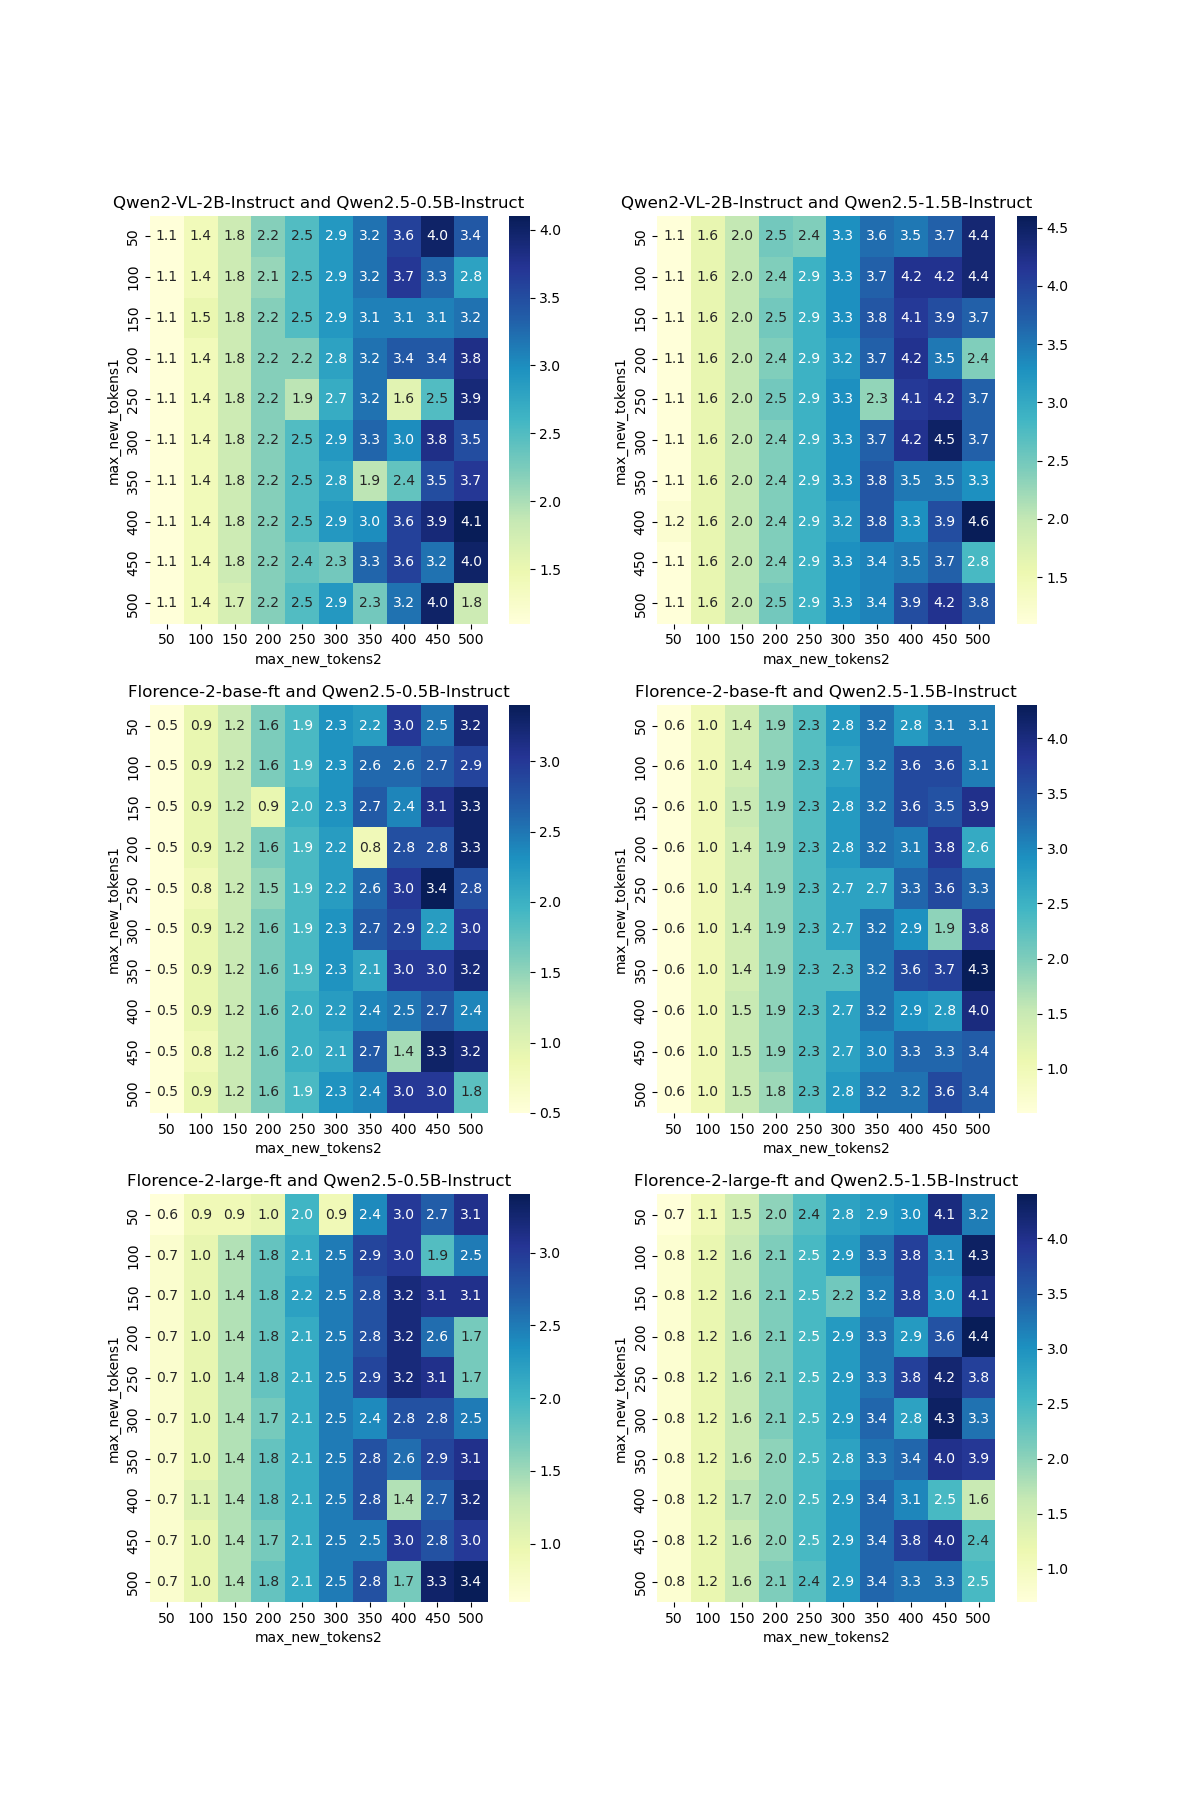 Qwen2-VL-2B-Instruct and Qwen2.5-0.5B-Instruct
50 1.1 1.4 1.8 2.2 2.5 2.9 3.2 3.6 4.0 3.4
100 1.1 1.4 1.8 2.1 2.5 2.9 3.2 3.7 3.3 2.8
150 1.1 1.5 1.8 2.2 2.5 2.9 3.1 3.1 3.1 3.2
200 1.1 1.4 1.8 2.2 2.2 2.8 3.2 3.4 3.4 3.8
250 1.1 1.4 1.8 2.2 1.9 2.7 3.2 1.6 2.5 3.9
300 1.1 1.4 1.8 2.2 2.5 2.9 3.3 3.0 3.8 3.5
350 1.1 1.4 1.8 2.2 2.5 2.8 1.9 2.4 3.5 3.7
400 1.1 1.4 1.8 2.2 2.5 2.9 3.0 3.6 3.9 4.1
450 1.1 1.4 1.8 2.2 2.4 2.3 3.3 3.6 3.2 4.0
500 1.1 1.4 1.7 2.2 2.5 2.9 2.3 3.2 4.0 1.8
50 100 150 200 250 300 350 400 450 500
max_new_tokens2
max_new_tokens1
4.0
3.5
3.0
2.5
2.0
1.5
Qwen2-VL-2B-Instruct and Qwen2.5-1.5B-Instruct
50 1.1 1.6 2.0 2.5 2.4 3.3 3.6 3.5 3.7 4.4
100 1.1 1.6 2.0 2.4 2.9 3.3 3.7 4.2 4.2 4.4
150 1.1 1.6 2.0 2.5 2.9 3.3 3.8 4.1 3.9 3.7
200 1.1 1.6 2.0 2.4 2.9 3.2 3.7 4.2 3.5 2.4
250 1.1 1.6 2.0 2.5 2.9 3.3 2.3 4.1 4.2 3.7
300 1.1 1.6 2.0 2.4 2.9 3.3 3.7 4.2 4.5 3.7
350 1.1 1.6 2.0 2.4 2.9 3.3 3.8 3.5 3.5 3.3
400 1.2 1.6 2.0 2.4 2.9 3.2 3.8 3.3 3.9 4.6
450 1.1 1.6 2.0 2.4 2.9 3.3 3.4 3.5 3.7 2.8
500 1.1 1.6 2.0 2.5 2.9 3.3 3.4 3.9 4.2 3.8
50 100 150 200 250 300 350 400 450 500
max_new_tokens2
max_new_tokens1
4.5
4.0
3.5
3.0
2.5
2.0
1.5
Florence-2-base-ft and Qwen2.5-0.5B-Instruct
50 0.5 0.9 1.2 1.6 1.9 2.3 2.2 3.0 2.5 3.2
100 0.5 0.9 1.2 1.6 1.9 2.3 2.6 2.6 2.7 2.9
150 0.5 0.9 1.2 0.9 2.0 2.3 2.7 2.4 3.1 3.3
200 0.5 0.9 1.2 1.6 1.9 2.2 0.8 2.8 2.8 3.3
250 0.5 0.8 1.2 1.5 1.9 2.2 2.6 3.0 3.4 2.8
300 0.5 0.9 1.2 1.6 1.9 2.3 2.7 2.9 2.2 3.0
350 0.5 0.9 1.2 1.6 1.9 2.3 2.1 3.0 3.0 3.2
400 0.5 0.9 1.2 1.6 2.0 2.2 2.4 2.5 2.7 2.4
450 0.5 0.8 1.2 1.6 2.0 2.1 2.7 1.4 3.3 3.2
500 0.5 0.9 1.2 1.6 1.9 2.3 2.4 3.0 3.0 1.8
50 100 150 200 250 300 350 400 450 500
max_new_tokens2
max_new_tokens1
3.0
2.5
2.0
1.5
1.0
0.5
Florence-2-base-ft and Qwen2.5-1.5B-Instruct
50 0.6 1.0 1.4 1.9 2.3 2.8 3.2 2.8 3.1 3.1
100 0.6 1.0 1.4 1.9 2.3 2.7 3.2 3.6 3.6 3.1
150 0.6 1.0 1.5 1.9 2.3 2.8 3.2 3.6 3.5 3.9
200 0.6 1.0 1.4 1.9 2.3 2.8 3.2 3.1 3.8 2.6
250 0.6 1.0 1.4 1.9 2.3 2.7 2.7 3.3 3.6 3.3
300 0.6 1.0 1.4 1.9 2.3 2.7 3.2 2.9 1.9 3.8
350 0.6 1.0 1.4 1.9 2.3 2.3 3.2 3.6 3.7 4.3
400 0.6 1.0 1.5 1.9 2.3 2.7 3.2 2.9 2.8 4.0
450 0.6 1.0 1.5 1.9 2.3 2.7 3.0 3.3 3.3 3.4
500 0.6 1.0 1.5 1.8 2.3 2.8 3.2 3.2 3.6 3.4
50 100 150 200 250 300 350 400 450 500
max_new_tokens2
max_new_tokens1
4.0
3.5
3.0
2.5
2.0
1.5
1.0
Florence-2-large-ft and Qwen2.5-0.5B-Instruct
50 0.6 0.9 0.9 1.0 2.0 0.9 2.4 3.0 2.7 3.1
100 0.7 1.0 1.4 1.8 2.1 2.5 2.9 3.0 1.9 2.5
150 0.7 1.0 1.4 1.8 2.2 2.5 2.8 3.2 3.1 3.1
200 0.7 1.0 1.4 1.8 2.1 2.5 2.8 3.2 2.6 1.7
250 0.7 1.0 1.4 1.8 2.1 2.5 2.9 3.2 3.1 1.7
300 0.7 1.0 1.4 1.7 2.1 2.5 2.4 2.8 2.8 2.5
350 0.7 1.0 1.4 1.8 2.1 2.5 2.8 2.6 2.9 3.1
400 0.7 1.1 1.4 1.8 2.1 2.5 2.8 1.4 2.7 3.2
450 0.7 1.0 1.4 1.7 2.1 2.5 2.5 3.0 2.8 3.0
500 0.7 1.0 1.4 1.8 2.1 2.5 2.8 1.7 3.3 3.4
50 100 150 200 250 300 350 400 450 500
max_new_tokens2
max_new_tokens1
3.0
2.5
2.0
1.5
1.0
Florence-2-large-ft and Qwen2.5-1.5B-Instruct
50 0.7 1.1 1.5 2.0 2.4 2.8 2.9 3.0 4.1 3.2
100 0.8 1.2 1.6 2.1 2.5 2.9 3.3 3.8 3.1 4.3
150 0.8 1.2 1.6 2.1 2.5 2.2 3.2 3.8 3.0 4.1
200 0.8 1.2 1.6 2.1 2.5 2.9 3.3 2.9 3.6 4.4
250 0.8 1.2 1.6 2.1 2.5 2.9 3.3 3.8 4.2 3.8
300 0.8 1.2 1.6 2.1 2.5 2.9 3.4 2.8 4.3 3.3
350 0.8 1.2 1.6 2.0 2.5 2.8 3.3 3.4 4.0 3.9
400 0.8 1.2 1.7 2.0 2.5 2.9 3.4 3.1 2.5 1.6
450 0.8 1.2 1.6 2.0 2.5 2.9 3.4 3.8 4.0 2.4
500 0.8 1.2 1.6 2.1 2.4 2.9 3.4 3.3 3.3 2.5
50 100 150 200 250 300 350 400 450 500
max_new_tokens2
max_new_tokens1
4.0
3.5
3.0
2.5
2.0
1.5
1.0